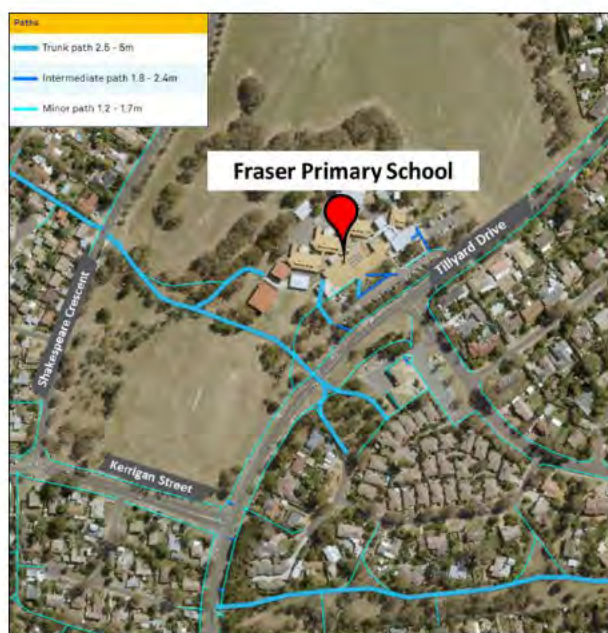 Paths
Trunk path 2.5 - 5m
Intermediate path 1.8 - 2.4m
Minor path 1.2 - 1.7m
Fraser Primary School
Tillyard Drive
Shakespeare Crescent
Kerrigan Street